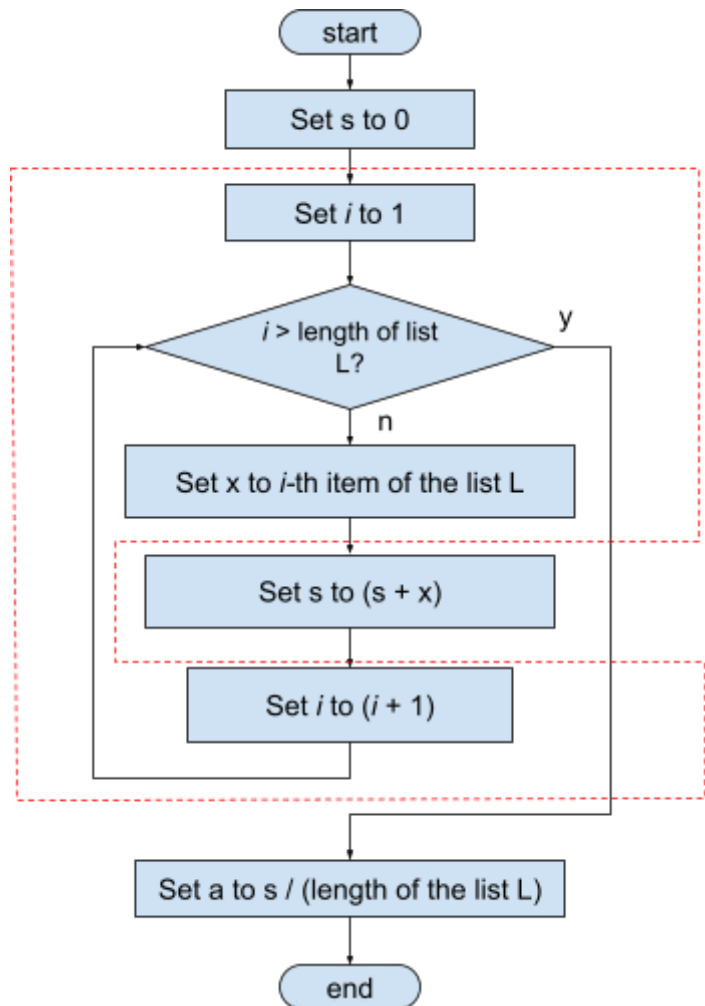 start
Set s to 0
Set i to 1
i > length of list
L?
y
n
Set x to i-th item of the list L
Set s to (s + x)
Set i to (i + 1)
Set a to s / (length of the list L)
end